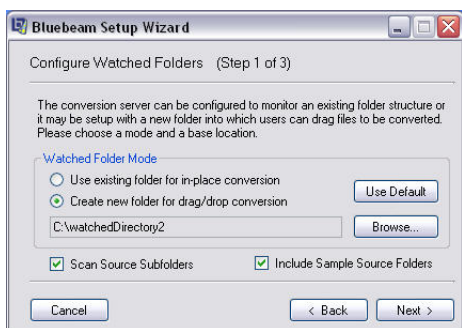 Bluebeam Setup Wizard
Configure Watched Folders (Step 1 of 3)
The conversion server can be configured to monitor an existing folder structure or
it may be setup with a new folder into which users can drag files to be converted.
Please choose a mode and a base location.
Watched Folder Mode
Use existing folder for in-place conversion
Create new folder for drag/drop conversion
Use Default
C:\watchedDirectory2
Browse...
Scan Source Subfolders
Include Sample Source Folders
Cancel
< Back
Next >